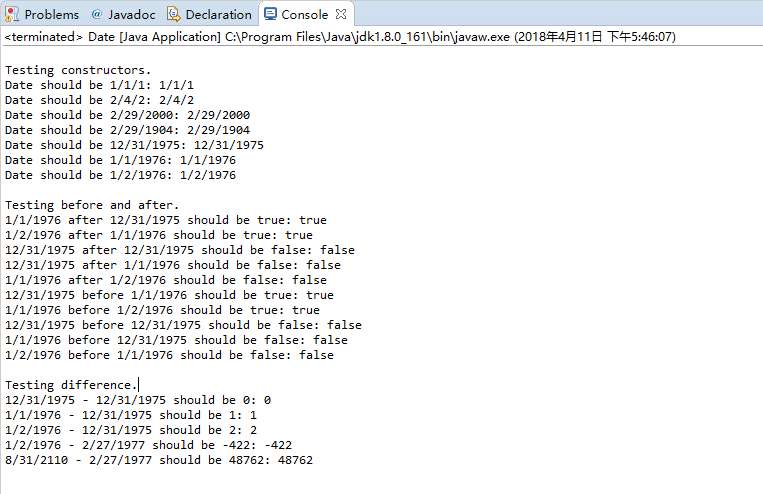 Problems @ Javadoc Declaration Console
<terminated> Date [Java Application] C:\Program Files\Java\jdk1.8.0_161\bin\javaw.exe (2018年4月11日 下午5:46:07)
Testing constructors.
Date should be 1/1/1: 1/1/1
Date should be 2/4/2: 2/4/2
Date should be 2/29/2000: 2/29/2000
Date should be 2/29/1904: 2/29/1904
Date should be 12/31/1975: 12/31/1975
Date should be 1/1/1976: 1/1/1976
Date should be 1/2/1976: 1/2/1976
Testing before and after.
1/1/1976 after 12/31/1975 should be true: true
1/2/1976 after 1/1/1976 should be true: true
12/31/1975 after 12/31/1975 should be false: false
12/31/1975 after 1/1/1976 should be false: false
1/1/1976 after 1/2/1976 should be false: false
12/31/1975 before 1/1/1976 should be true: true
1/1/1976 before 1/2/1976 should be true: true
12/31/1975 before 12/31/1975 should be false: false
1/1/1976 before 12/31/1975 should be false: false
1/2/1976 before 1/1/1976 should be false: false
Testing difference.
12/31/1975 - 12/31/1975 should be 0: 0
1/1/1976 - 12/31/1975 should be 1: 1
1/2/1976 - 12/31/1975 should be 2: 2
1/2/1976 - 2/27/1977 should be -422: -422
8/31/2110 - 2/27/1977 should be 48762: 48762